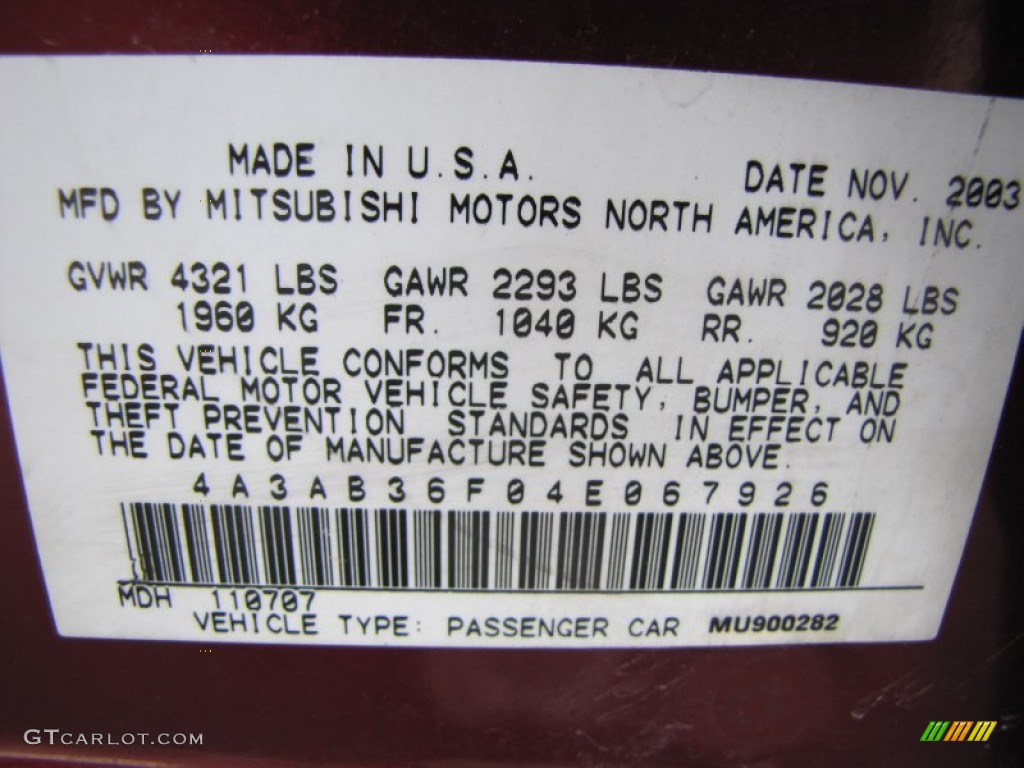 MADE IN U.S.A. DATE NOV. 2003
MFD BY MITSUBISHI MOTORS NORTH AMERICA, INC.
GVWR 4321 LBS GAWR 2293 LBS GAWR 2028 LBS
1960 KG FR. 1040 KG RR. 920 KG
THIS VEHICLE CONFORMS TO ALL APPLICABLE
FEDERAL MOTOR VEHICLE SAFETY, BUMPER, AND
THEFT PREVENTION STANDARDS IN EFFECT ON
THE DATE OF MANUFACTURE SHOWN ABOVE.
4A3AB36F04E067926
MDH 110707
VEHICLE TYPE: PASSENGER CAR MU900282
GTCARLOT.COM